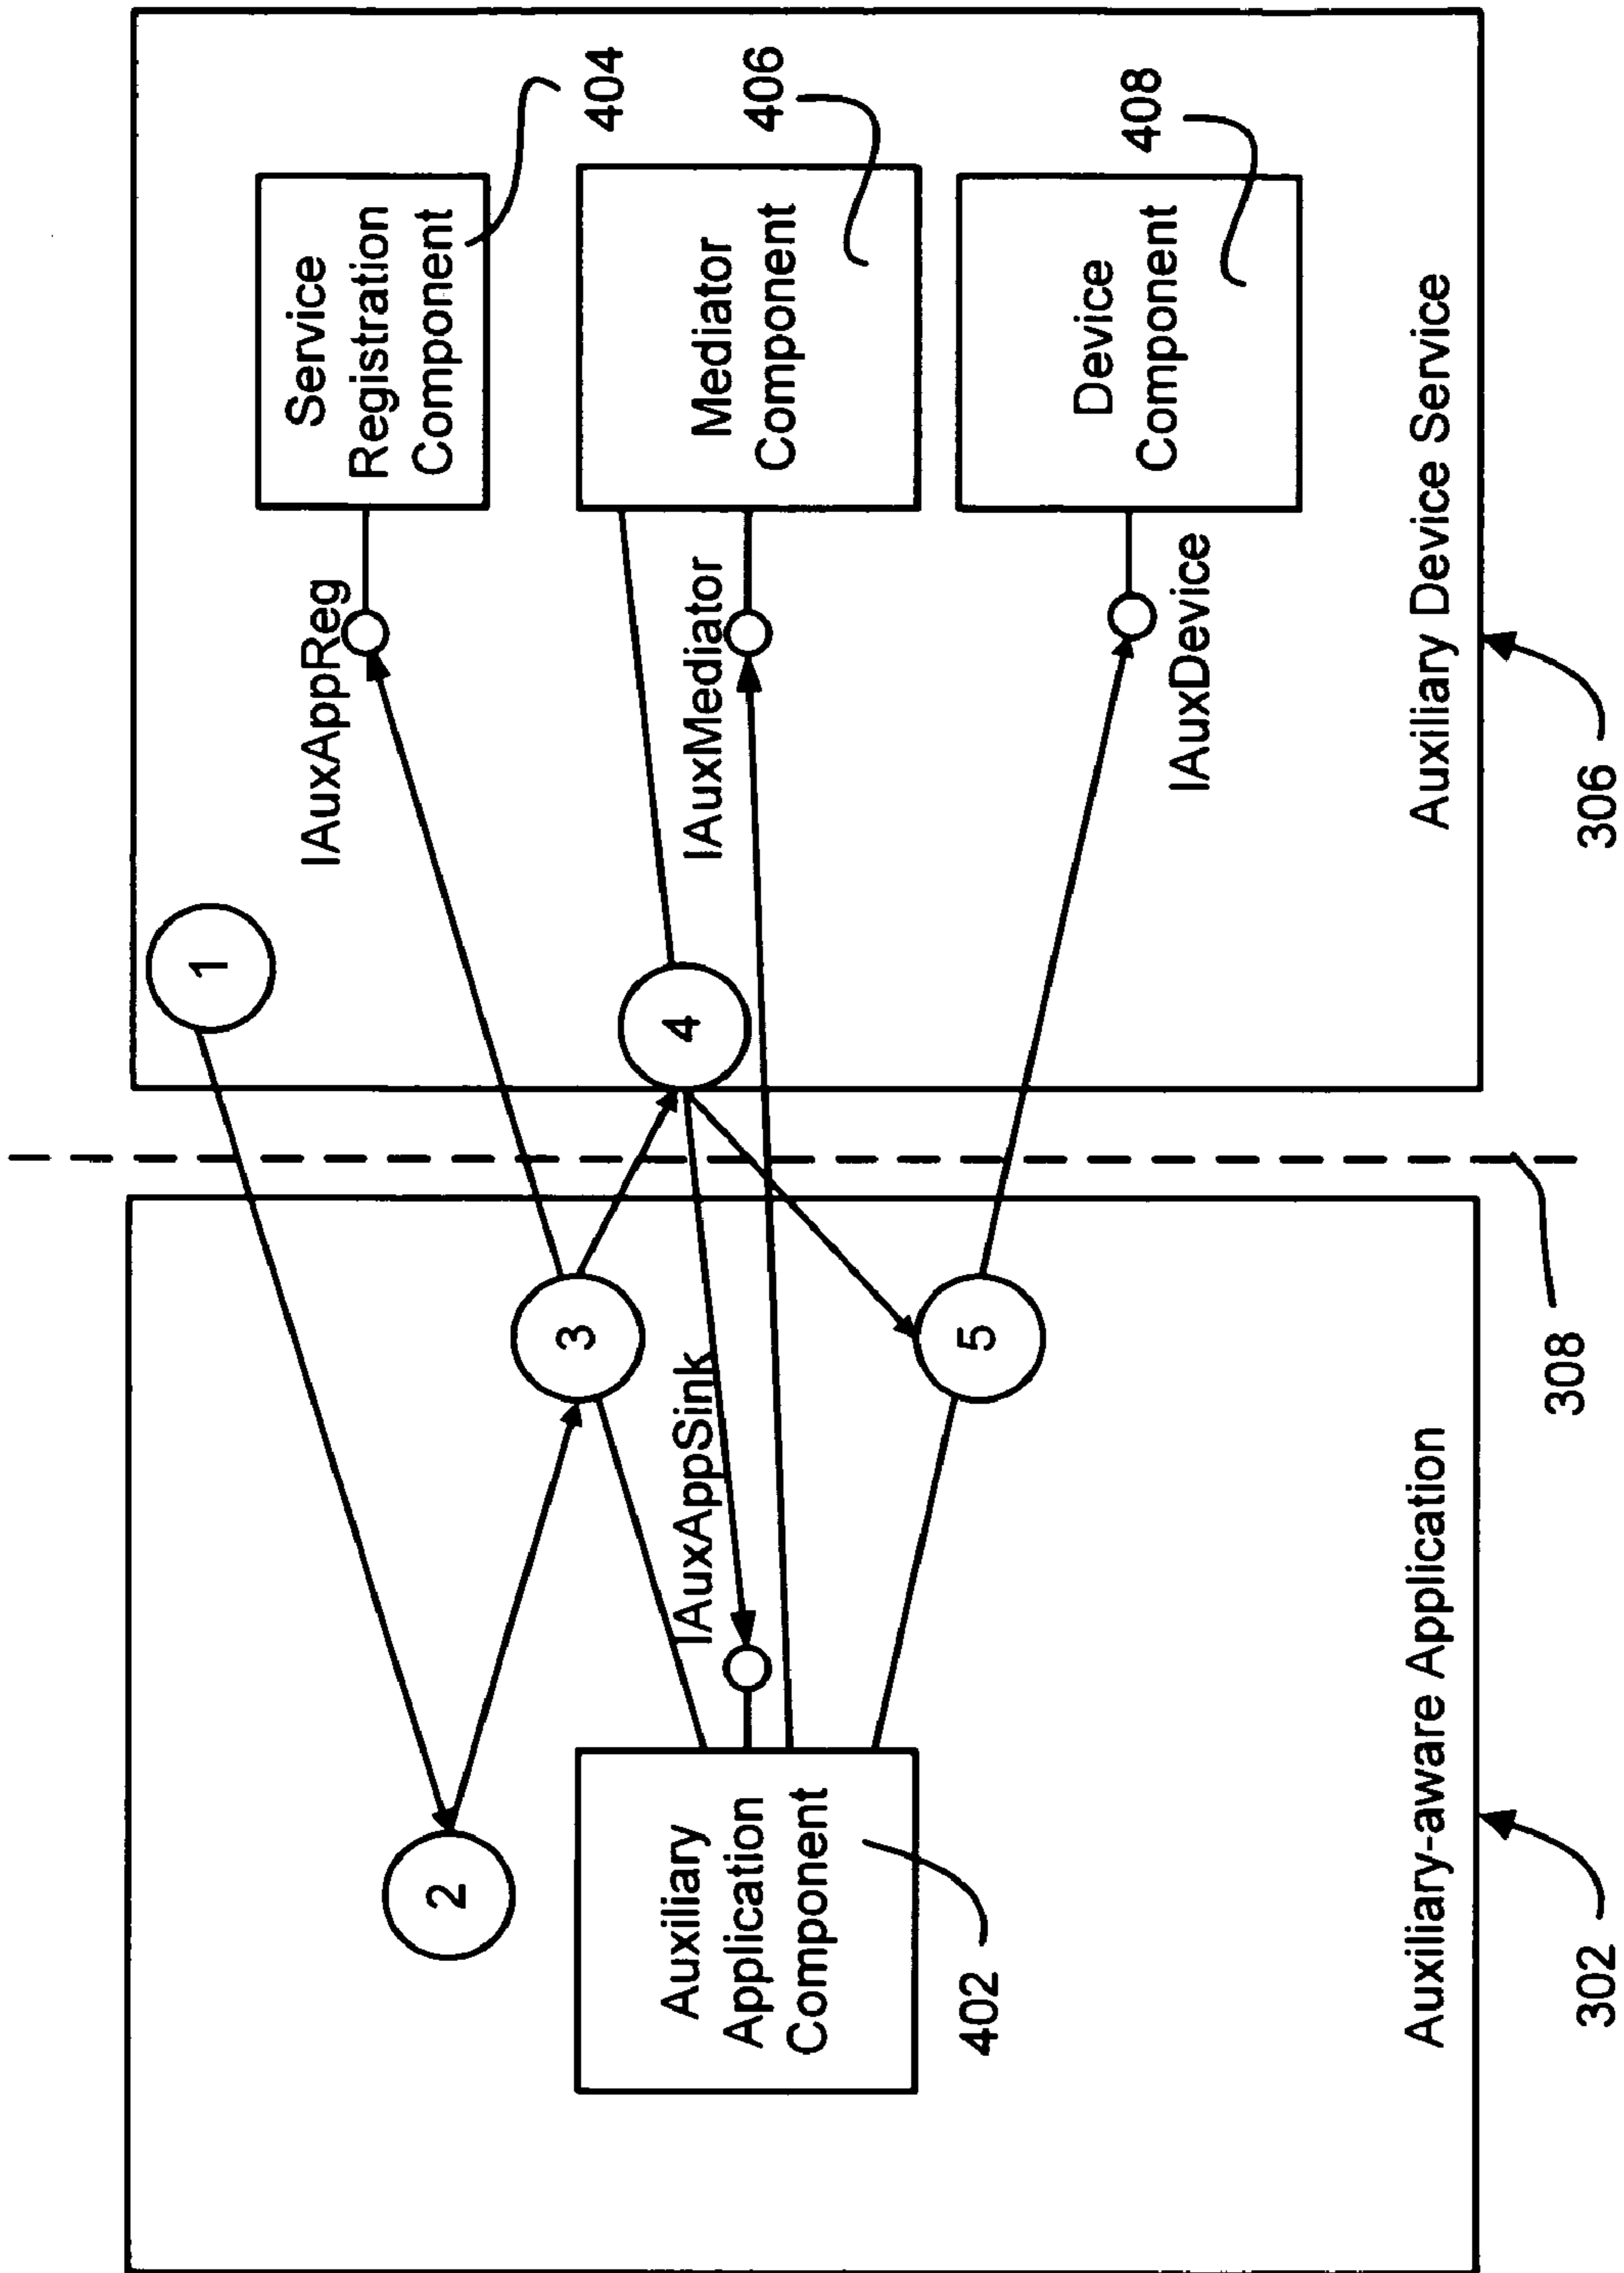 2
1
Auxiliary
Application
Component
402
3
IAuxAppSink
5
4
IAuxAppReg
Service
Registration
Component
404
IAuxMediator
Mediator
Component
406
IAuxDevice
Device
Component
408
Auxiliary-aware Application
Auxiliary Device Service
302
308
306